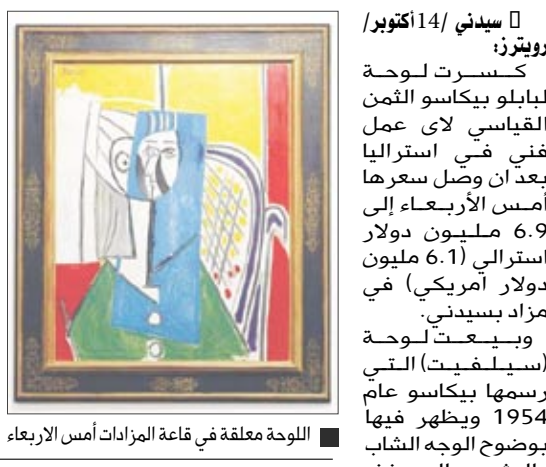 سيدني /14أكتوبر/
رويترز:
كسرت لوحة
لبابلو بيكاسو الثمن
القياسي لاى عمل
فني في استراليا
بعد ان وصل سعرها
أمس الأربعاء إلى
6.9 مليون دولار
استرالي (6.1 مليون
دولار امريكي) في
مزاد بسيدني.
وبيعت لوحة
(سيلفيت) التي
رسمها بيكاسو عام
1954 ويظهر فيها
بوضوح الوجه الشاب
اللوحة معلقة في قاعة المزادات أمس الاربعاء